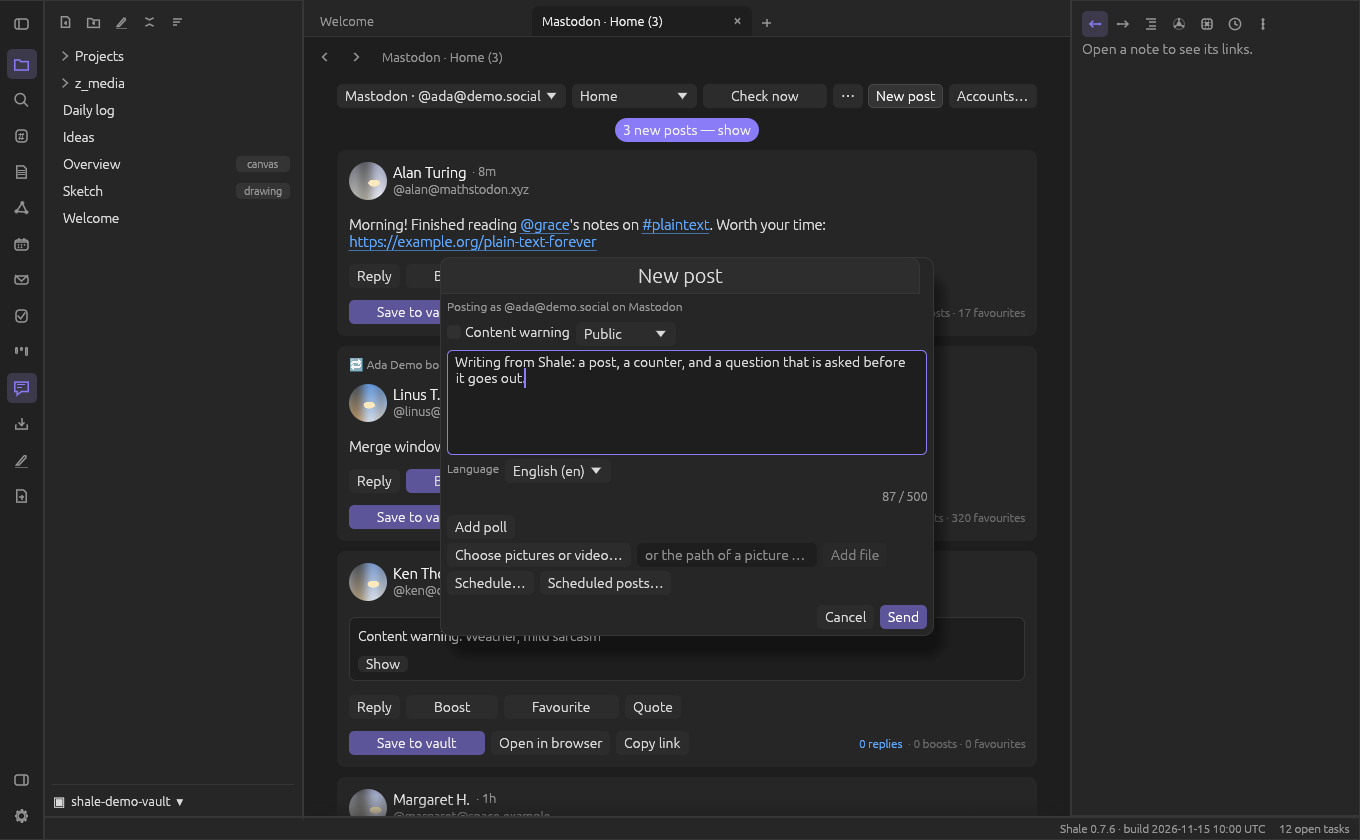 Welcome
Mastodon · Home (3)
Mastodon · Home (3)
Open a note to see its links.
Projects
z_media
Daily log
Ideas
Overview
canvas
Sketch
drawing
Welcome
Mastodon · @ada@demo.social
Home
Check now
···
New post
Accounts…
3 new posts — show
Alan Turing · 8m
@alan@mathstodon.xyz
Morning! Finished reading @grace's notes on #plaintext. Worth your time:
https://example.org/plain-text-forever
Reply
Save to va
· 17 favourites
New post
Posting as @ada@demo.social on Mastodon
Content warning
Public
Writing from Shale: a post, a counter, and a question that is asked before
it goes out.
Language
English (en)
87 / 500
Add poll
Choose pictures or video…
or the path of a picture …
Add file
Schedule…
Scheduled posts…
Cancel
Send
Ada Demo bo
Linus T.
@linus@
Merge window
Reply
Save to va
· 320 favourites
Ken Tho
@ken@
Content warning: Weather, mild sarcasm
Show
Reply
Boost
Favourite
Quote
Save to vault
Open in browser
Copy link
0 replies · 0 boosts · 0 favourites
Margaret H. · 1h
@margaret@space.example
shale-demo-vault
Shale 0.7.6 · build 2026-11-15 10:00 UTC
12 open tasks